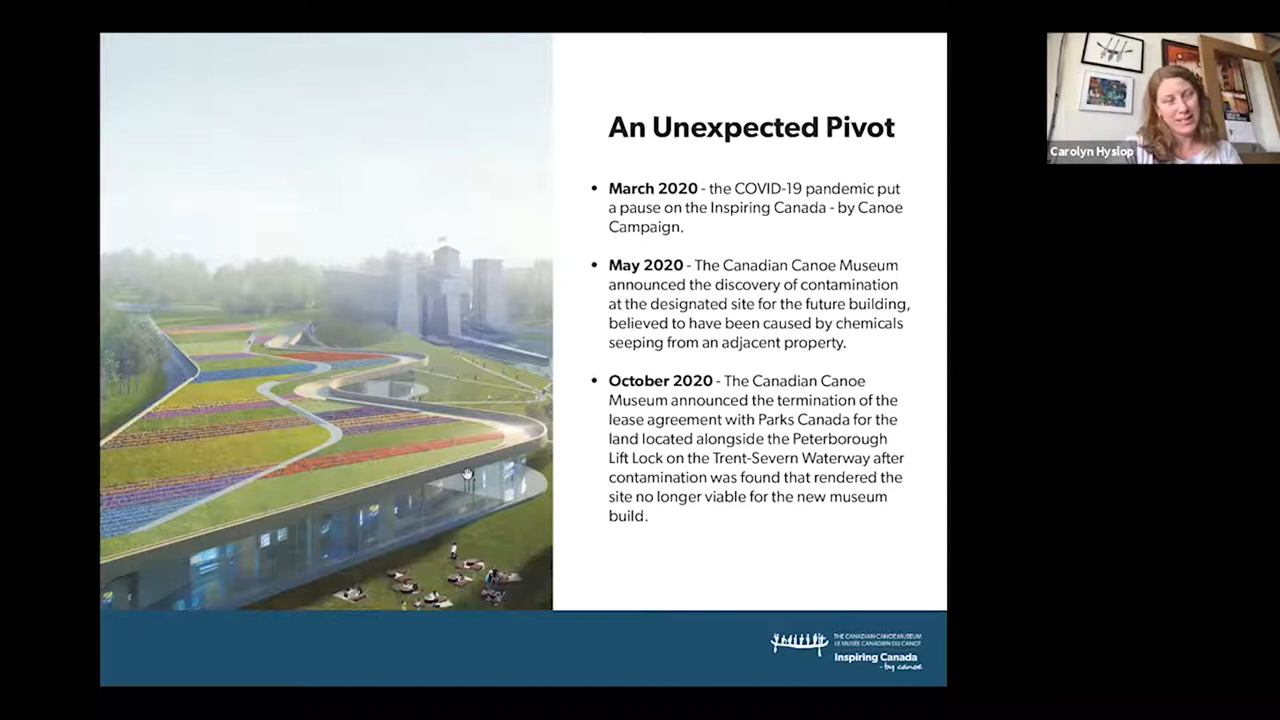 An Unexpected Pivot
• March 2020 - the COVID-19 pandemic put
a pause on the Inspiring Canada - by Canoe
Campaign.
• May 2020 - The Canadian Canoe Museum
announced the discovery of contamination
at the designated site for the future building,
believed to have been caused by chemicals
seeping from an adjacent property.
• October 2020 - The Canadian Canoe
Museum announced the termination of the
lease agreement with Parks Canada for the
land located alongside the Peterborough
Lift Lock on the Trent-Severn Waterway after
contamination was found that rendered the
site no longer viable for the new museum
build.
THE CANADIAN CANOE MUSEUM
LE MUSÉE CANADIEN DU CANOT
Inspiring Canada
- by canoe
Carolyn Hyslop